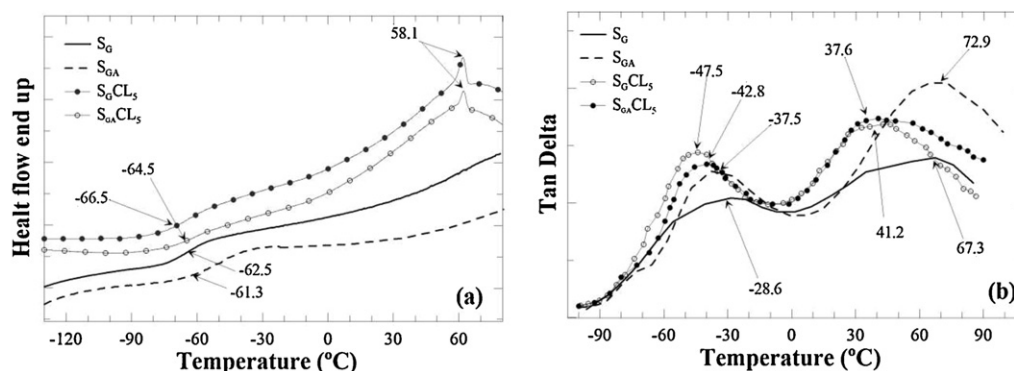 58.1
S_G
S_GA
S_GCL_5
S_GACL_5
-64.5
-66.5
-62.5
-61.3
(a)
Healt flow end up
-120 -90 -60 -30 0 30 60
Temperature (ºC)
S_G
S_GA
S_GCL_5
S_GACL_5
-47.5
-42.8
-37.5
37.6
72.9
41.2
67.3
-28.6
(b)
Tan Delta
-90 -60 -30 0 30 60 90
Temperature (ºC)